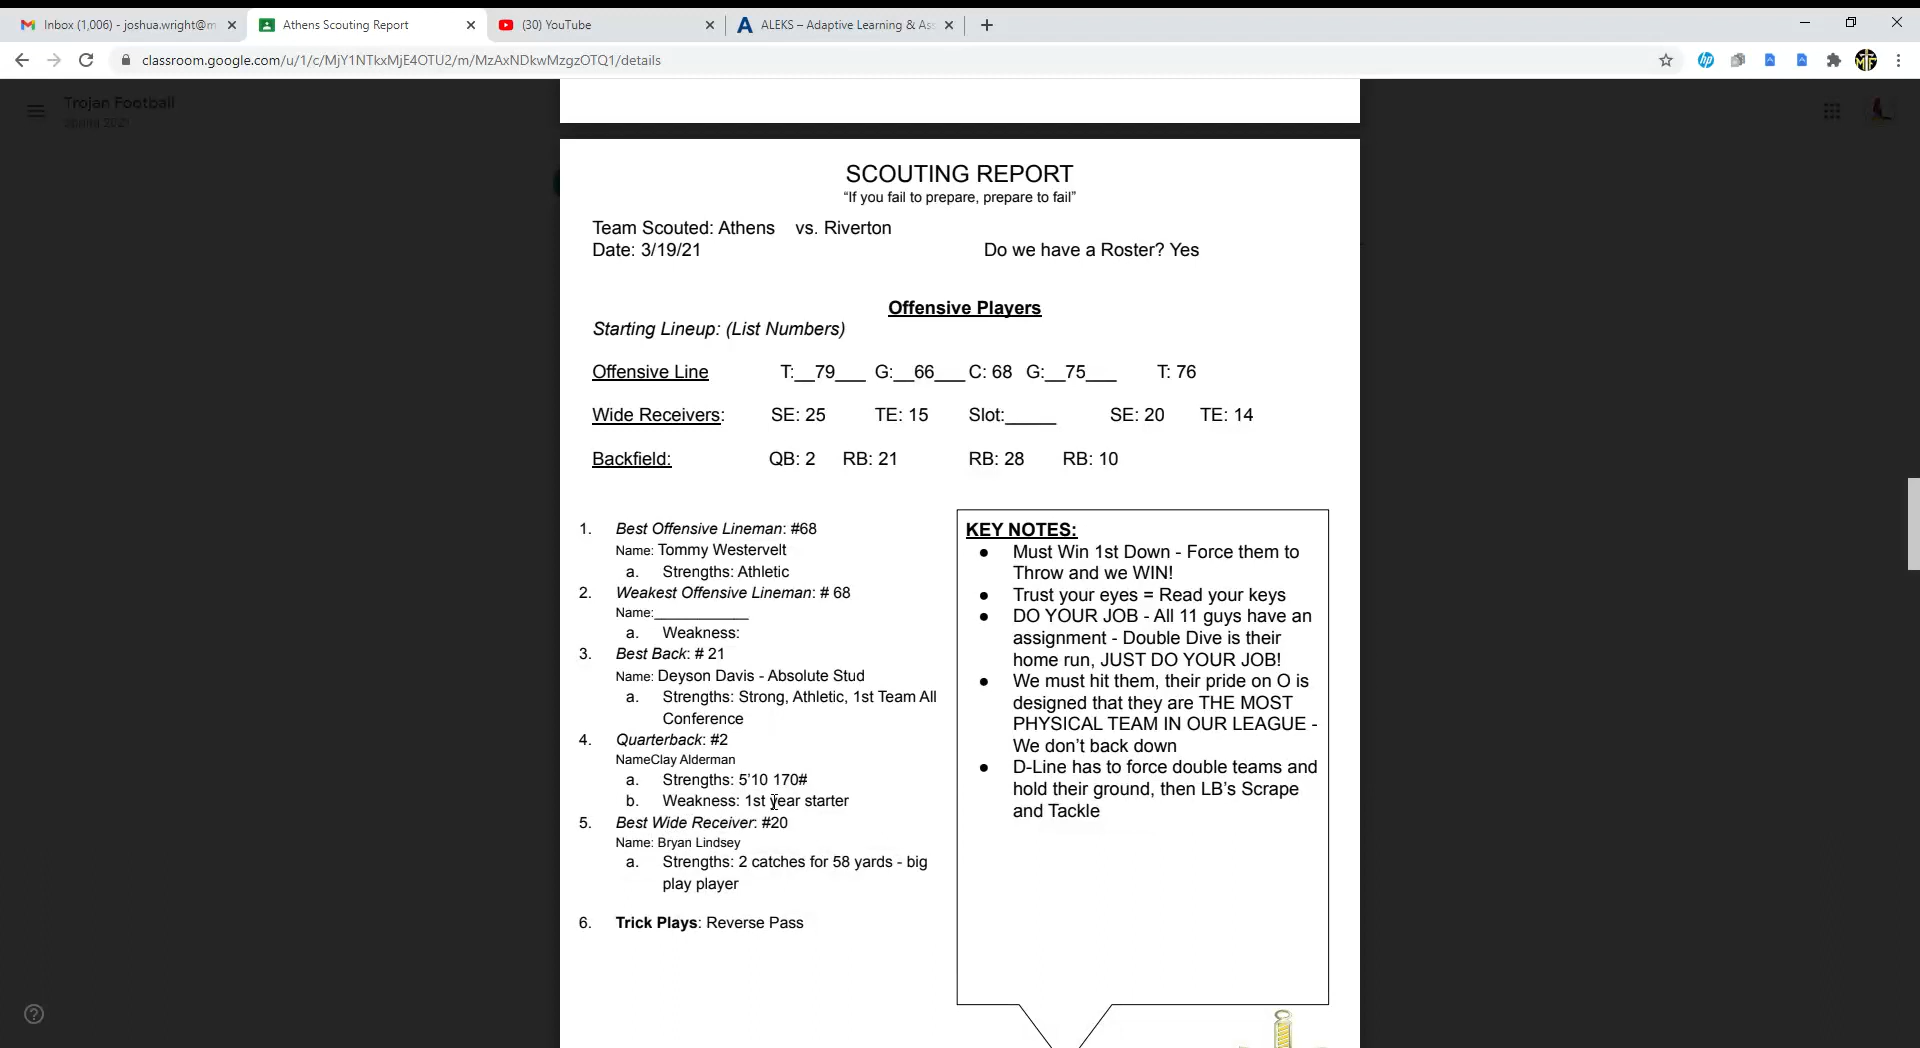 Inbox (1,006) - joshua.wright@m
Athens Scouting Report
(30) YouTube
ALEKS – Adaptive Learning & Ass
classroom.google.com/u/1/c/MjY1NTkxMjE4OTU2/m/MzAxNDkwMzgzOTQ1/details
Trojan Football
Spring 2021
SCOUTING REPORT
“If you fail to prepare, prepare to fail”
Team Scouted: Athens vs. Riverton
Date: 3/19/21 Do we have a Roster? Yes
Offensive Players
Starting Lineup: (List Numbers)
Offensive Line T:__79___ G:__66___ C: 68 G:__75___ T: 76
Wide Receivers: SE: 25 TE: 15 Slot:_____ SE: 20 TE: 14
Backfield: QB: 2 RB: 21 RB: 28 RB: 10
1. Best Offensive Lineman: #68
Name: Tommy Westervelt
a. Strengths: Athletic
2. Weakest Offensive Lineman: # 68
Name:____________
a. Weakness:
3. Best Back: # 21
Name: Deyson Davis - Absolute Stud
a. Strengths: Strong, Athletic, 1st Team All
Conference
4. Quarterback: #2
NameClay Alderman
a. Strengths: 5’10 170#
b. Weakness: 1st year starter
5. Best Wide Receiver: #20
Name: Bryan Lindsey
a. Strengths: 2 catches for 58 yards - big
play player
6. Trick Plays: Reverse Pass
KEY NOTES:
● Must Win 1st Down - Force them to
Throw and we WIN!
● Trust your eyes = Read your keys
● DO YOUR JOB - All 11 guys have an
assignment - Double Dive is their
home run, JUST DO YOUR JOB!
● We must hit them, their pride on O is
designed that they are THE MOST
PHYSICAL TEAM IN OUR LEAGUE -
We don’t back down
● D-Line has to force double teams and
hold their ground, then LB’s Scrape
and Tackle